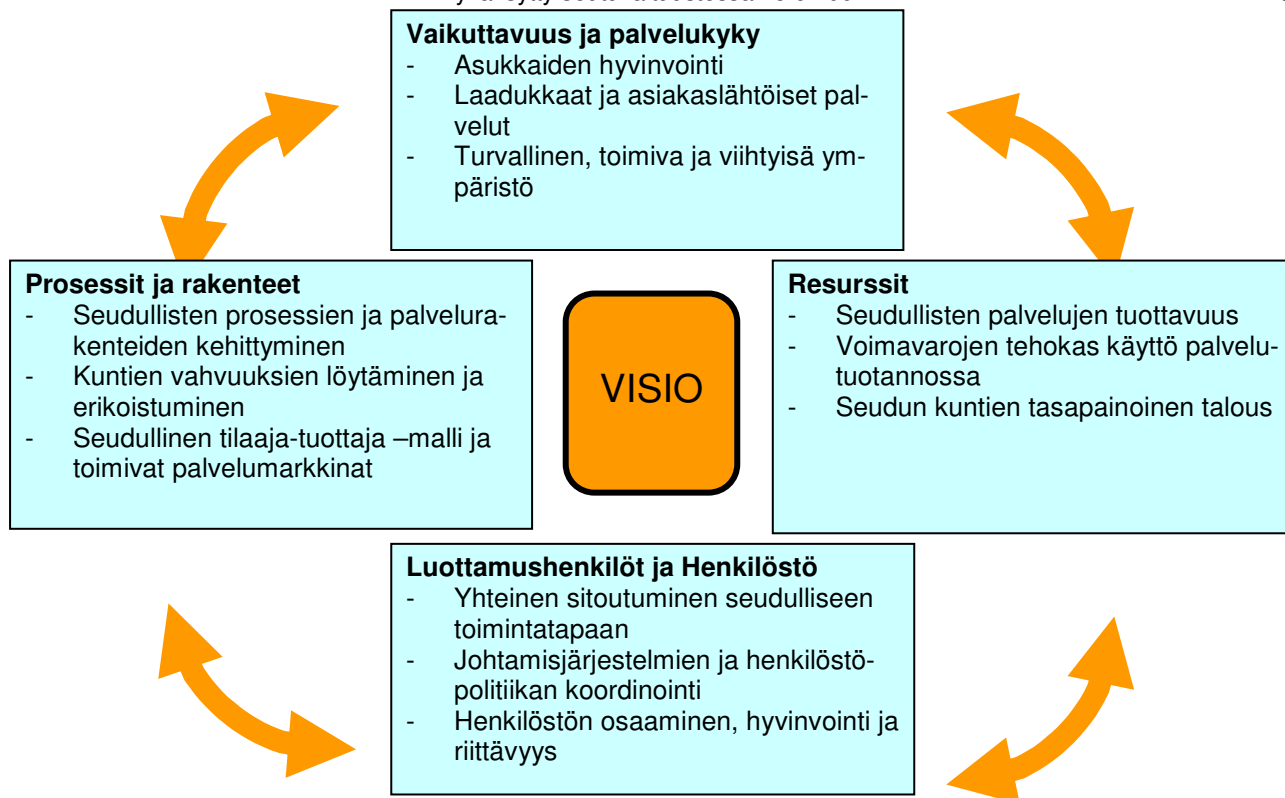 Vaikuttavuus ja palvelukyky
- Asukkaiden hyvinvointi
- Laadukkaat ja asiakaslähtöiset pal-
velut
- Turvallinen, toimiva ja viihtyisä ym-
päristö
Prosessit ja rakenteet
- Seudullisten prosessien ja palvelura-
kenteiden kehittyminen
- Kuntien vahvuuksien löytäminen ja
erikoistuminen
- Seudullinen tilaaja-tuottaja –malli ja
toimivat palvelumarkkinat
VISIO
Resurssit
- Seudullisten palvelujen tuottavuus
- Voimavarojen tehokas käyttö palvelu-
tuotannossa
- Seudun kuntien tasapainoinen talous
Luottamushenkilöt ja Henkilöstö
- Yhteinen sitoutuminen seudulliseen
toimintatapaan
- Johtamisjärjestelmien ja henkilöstö-
politiikan koordinointi
- Henkilöstön osaaminen, hyvinvointi ja
riittävyys